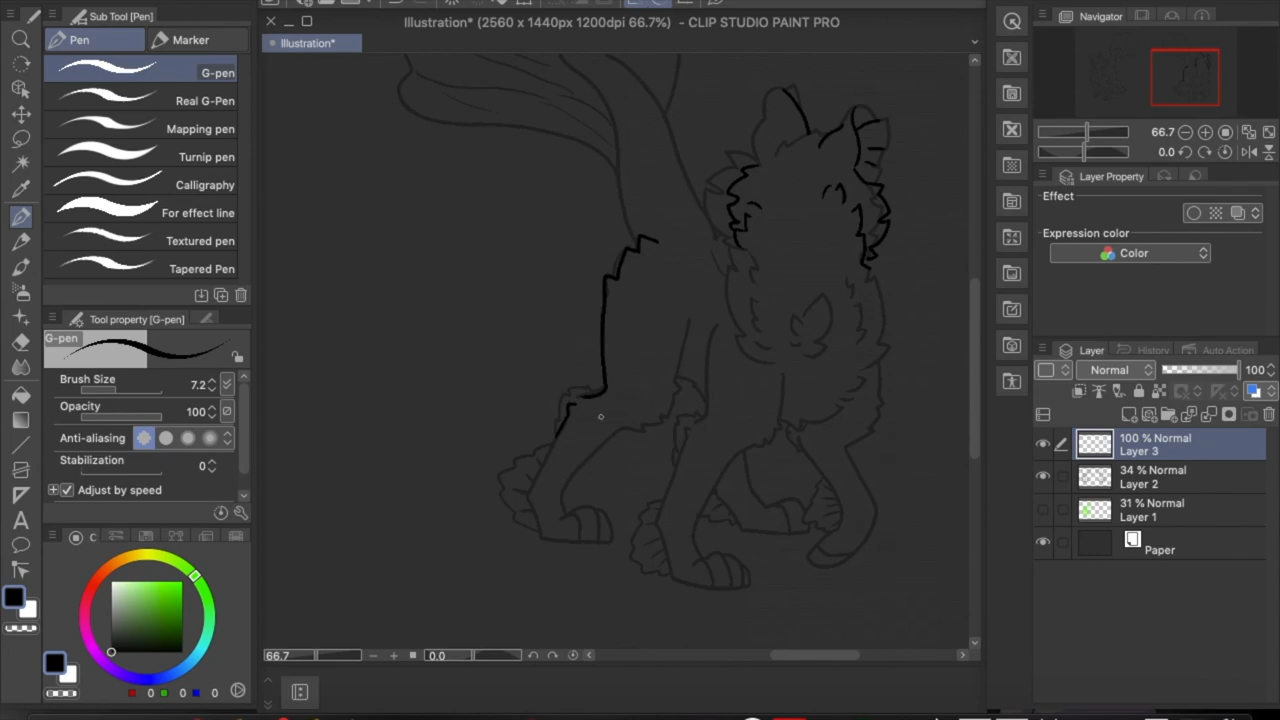 Sub Tool [Pen]
Pen
Marker
G-pen
Real G-Pen
Mapping pen
Turnip pen
Calligraphy
For effect line
Textured pen
Tapered Pen
Tool property [G-pen]
G-pen
Brush Size
7.2
Opacity
100
Anti-aliasing
Stabilization
0
Adjust by speed
C
0
0
0
Illustration* (2560 x 1440px 1200dpi 66.7%) - CLIP STUDIO PAINT PRO
Illustration*
66.7
0.0
Navigator
66.7
0.0
Layer Property
Effect
Expression color
Color
Layer
History
Auto Action
Normal
100
100 % Normal
Layer 3
34 % Normal
Layer 2
31 % Normal
Layer 1
Paper